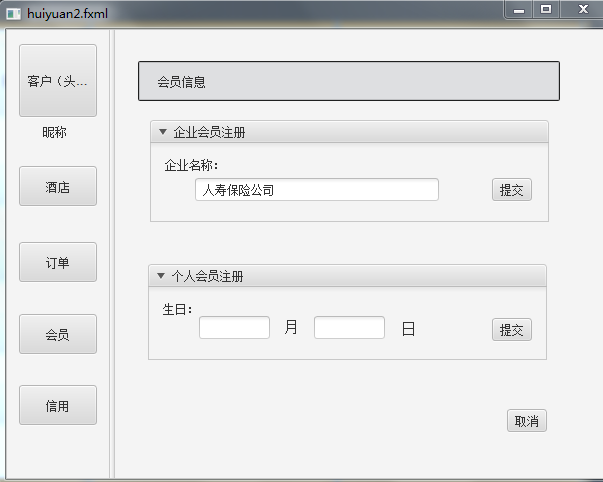 huiyuan2.fxml
客户（头...
昵称
酒店
订单
会员
信用
会员信息
企业会员注册
企业名称：
人寿保险公司
提交
个人会员注册
生日：
月
日
提交
取消